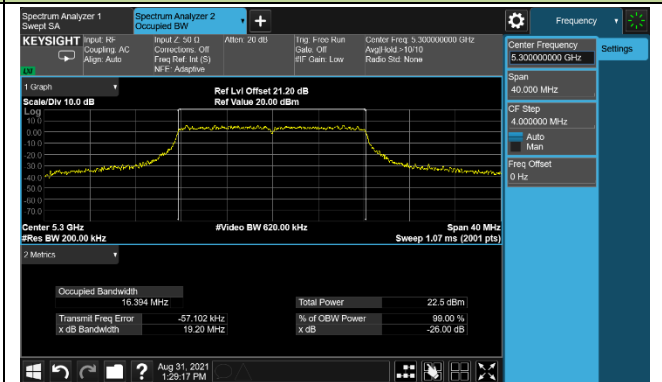 Spectrum Analyzer 1
Swept SA
Spectrum Analyzer 2
Occupied BW
Frequency
KEYSIGHT
Input: RF
Coupling: AC
Align: Auto
Input Z: 50 Ω
Corrections: Off
Freq Ref: Int (S)
NFE: Adaptive
Atten: 20 dB
Trig: Free Run
Gate: Off
#IF Gain: Low
Center Freq: 5.300000000 GHz
Avg|Hold:>10/10
Radio Std: None
LV
Center Frequency
5.300000000 GHz
Settings
Span
40.000 MHz
CF Step
4.000000 MHz
Auto
Man
Freq Offset
0 Hz
1 Graph
Scale/Div 10.0 dB
Ref Lvl Offset 21.20 dB
Ref Value 20.00 dBm
Log
10.0
0.00
-10.0
-20.0
-30.0
-40.0
-50.0
-60.0
-70.0
Center 5.3 GHz
#Video BW 620.00 kHz
Span 40 MHz
#Res BW 200.00 kHz
Sweep 1.07 ms (2001 pts)
2 Metrics
Occupied Bandwidth
16.394 MHz
Total Power
22.5 dBm
Transmit Freq Error
-57.102 kHz
% of OBW Power
99.00 %
x dB Bandwidth
19.20 MHz
x dB
-26.00 dB
Aug 31, 2021
1:29:17 PM